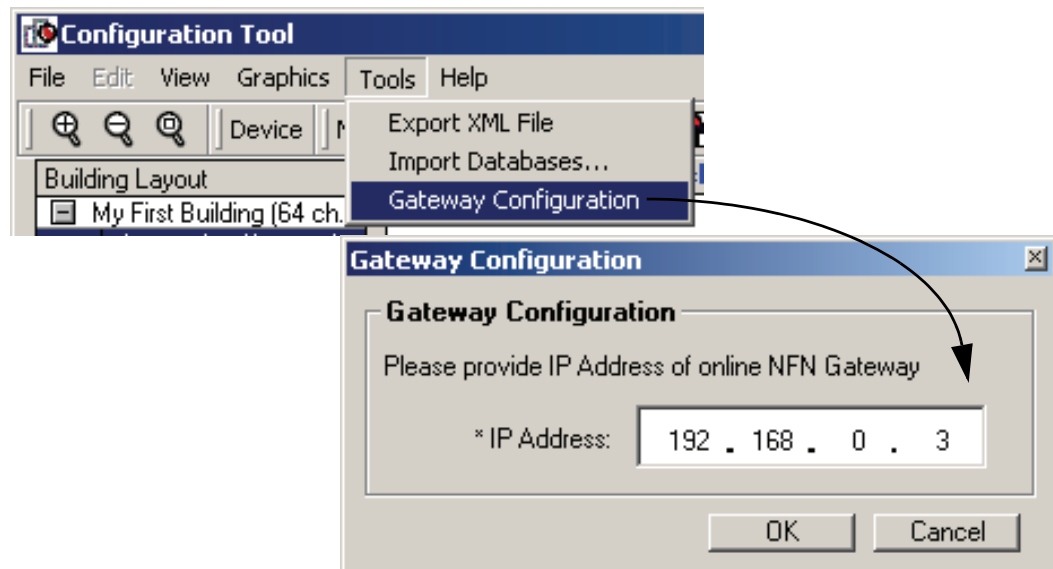 Configuration Tool
File Edit View Graphics Tools Help
Device
Export XML File
Import Databases...
Gateway Configuration
Building Layout
My First Building (64 ch.
Gateway Configuration
Gateway Configuration
Please provide IP Address of online NFN Gateway
* IP Address: 192 . 168 . 0 . 3
OK Cancel